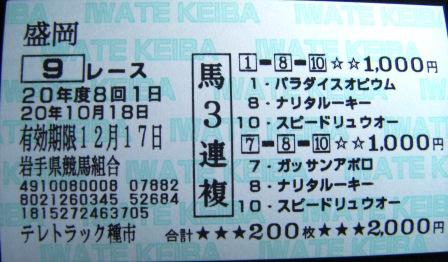 IWATE KEIBA
盛岡
9 レース
20年度8回1日
20年10月18日
有効期限12月17日
岩手県競馬組合
4910080008 07882
8021260345 52684
1815272463705
テレトラック種市
馬3連複
1-8-10☆☆1,000円
1・パラダイスオピウム
8・ナリタルーキー
10・スピードリュウオー
7-8-10☆☆1,000円
7・ガッサンアポロ
8・ナリタルーキー
10・スピードリュウオー
合計★★★200枚★★★2,000円